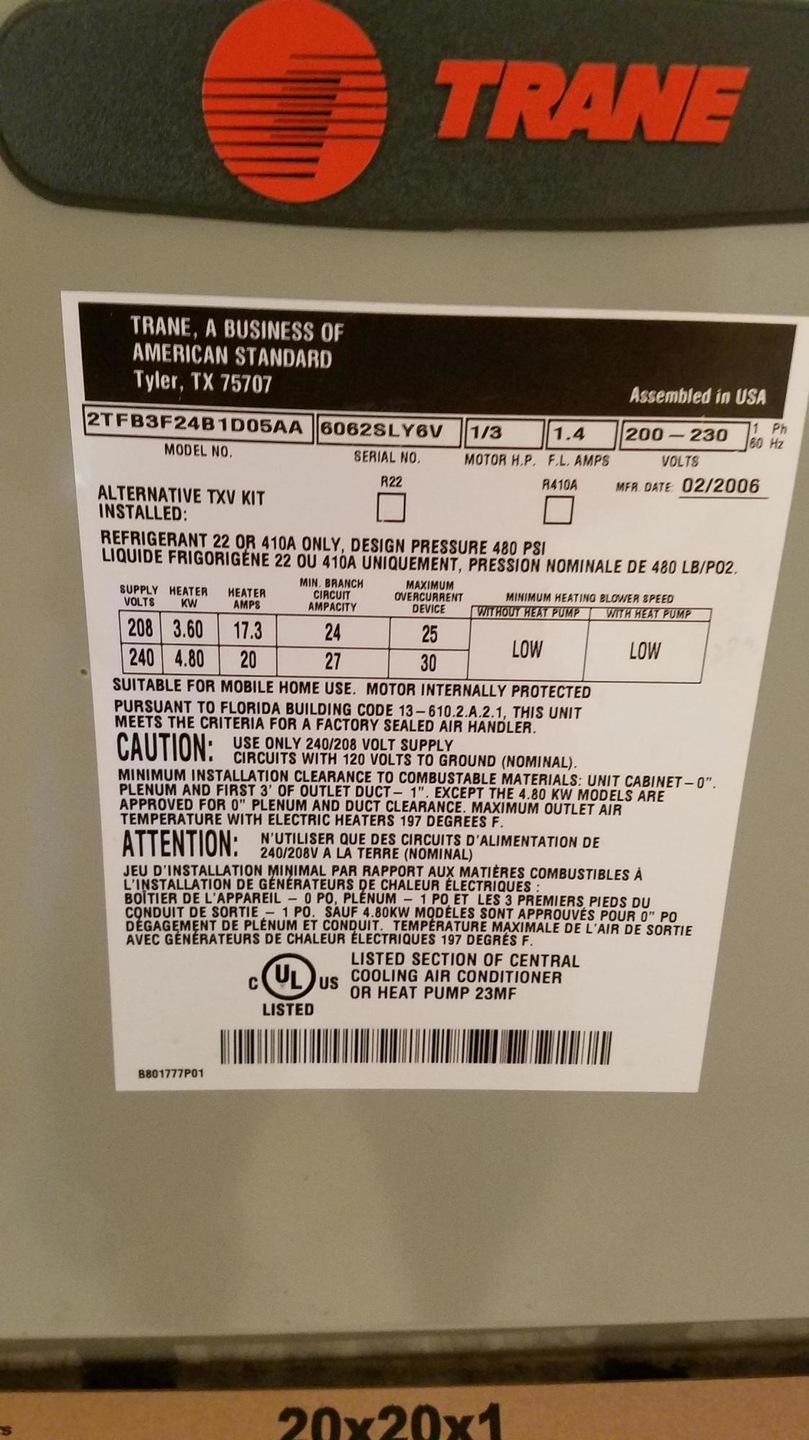 TRANE
TRANE, A BUSINESS OF
AMERICAN STANDARD
Tyler, TX 75707
Assembled in USA
2TFB3F24B1D05AA 6062SLY6V 1/3 1.4 200 – 230 1 Ph
60 Hz
MODEL NO. SERIAL NO. MOTOR H.P. F.L. AMPS VOLTS
ALTERNATIVE TXV KIT
INSTALLED:
R22 R410A MFR. DATE: 02/2006
REFRIGERANT 22 OR 410A ONLY, DESIGN PRESSURE 480 PSI
LIQUIDE FRIGORIGÉNE 22 OU 410A UNIQUEMENT, PRESSION NOMINALE DE 480 LB/PO2.
SUPPLY VOLTS HEATER KW HEATER AMPS MIN. BRANCH CIRCUIT AMPACITY MAXIMUM OVERCURRENT DEVICE MINIMUM HEATING BLOWER SPEED
WITHOUT HEAT PUMP WITH HEAT PUMP
208 3.60 17.3 24 25 LOW LOW
240 4.80 20 27 30
SUITABLE FOR MOBILE HOME USE. MOTOR INTERNALLY PROTECTED
PURSUANT TO FLORIDA BUILDING CODE 13–610.2.A.2.1, THIS UNIT
MEETS THE CRITERIA FOR A FACTORY SEALED AIR HANDLER.
CAUTION: USE ONLY 240/208 VOLT SUPPLY
CIRCUITS WITH 120 VOLTS TO GROUND (NOMINAL).
MINIMUM INSTALLATION CLEARANCE TO COMBUSTABLE MATERIALS: UNIT CABINET–0".
PLENUM AND FIRST 3' OF OUTLET DUCT– 1". EXCEPT THE 4.80 KW MODELS ARE
APPROVED FOR 0" PLENUM AND DUCT CLEARANCE. MAXIMUM OUTLET AIR
TEMPERATURE WITH ELECTRIC HEATERS 197 DEGREES F.
ATTENTION: N'UTILISER QUE DES CIRCUITS D'ALIMENTATION DE
240/208V A LA TERRE (NOMINAL)
JEU D'INSTALLATION MINIMAL PAR RAPPORT AUX MATIÈRES COMBUSTIBLES À
L'INSTALLATION DE GÉNÉRATEURS DE CHALEUR ÉLECTRIQUES :
BOÎTIER DE L'APPAREIL – 0 PO, PLÉNUM – 1 PO ET LES 3 PREMIERS PIEDS DU
CONDUIT DE SORTIE – 1 PO. SAUF 4.80KW MODÈLES SONT APPROUVÉS POUR 0" PO
DÉGAGEMENT DE PLÉNUM ET CONDUIT. TEMPÉRATURE MAXIMALE DE L'AIR DE SORTIE
AVEC GÉNÉRATEURS DE CHALEUR ÉLECTRIQUES 197 DEGRÉS F.
C UL US
LISTED
LISTED SECTION OF CENTRAL
COOLING AIR CONDITIONER
OR HEAT PUMP 23MF
B801777P01
20x20x1